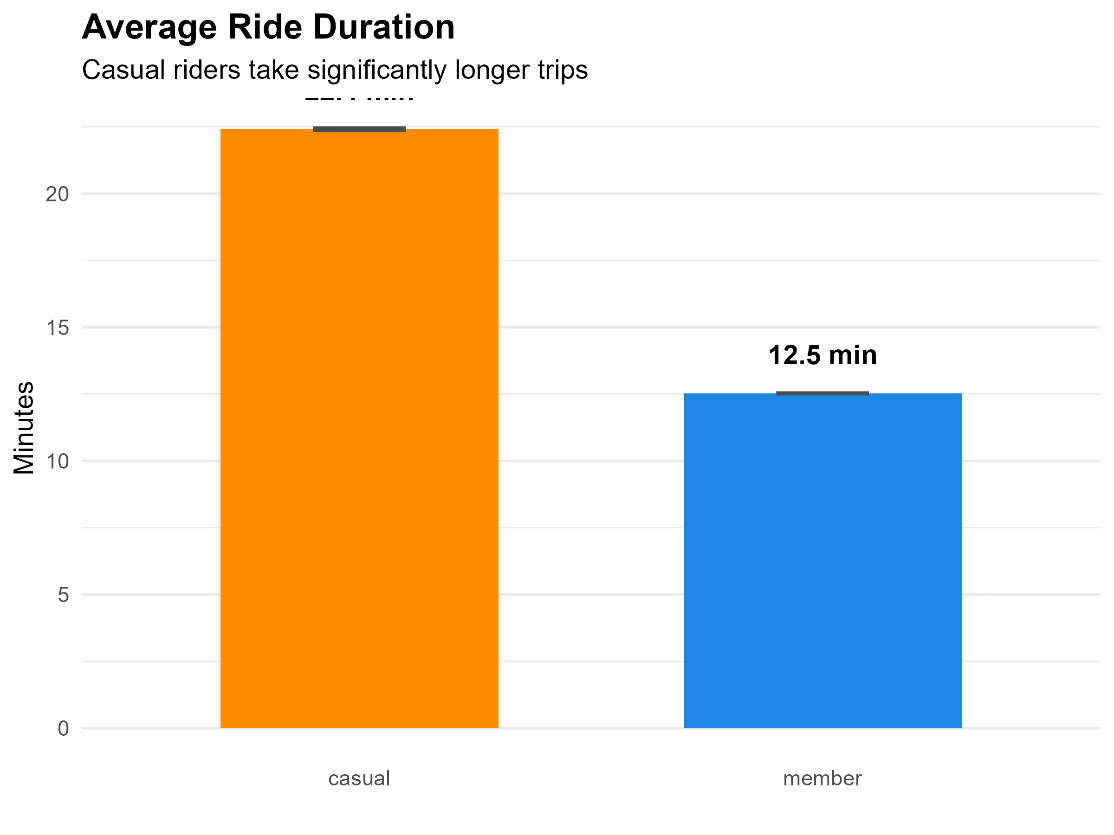 Average Ride Duration
Casual riders take significantly longer trips
20
15
12.5 min
Minutes
10
5
0
casual
member